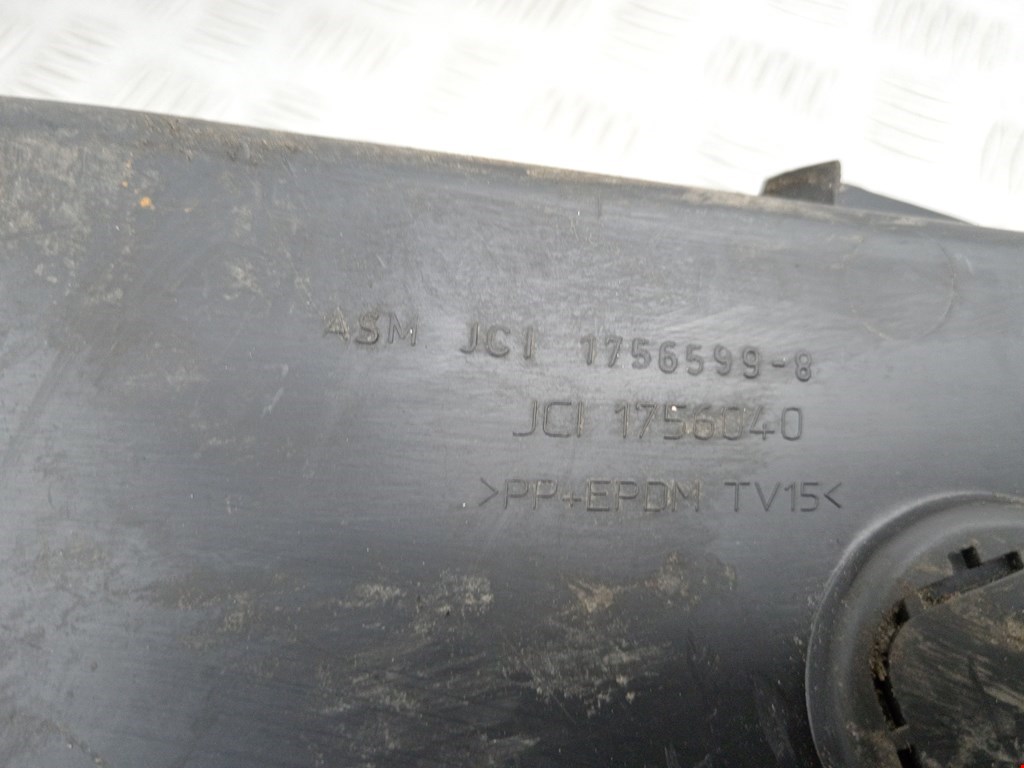 ASM JCI 1756599-8
JCI 1756040
>PP+EPDM TV15<